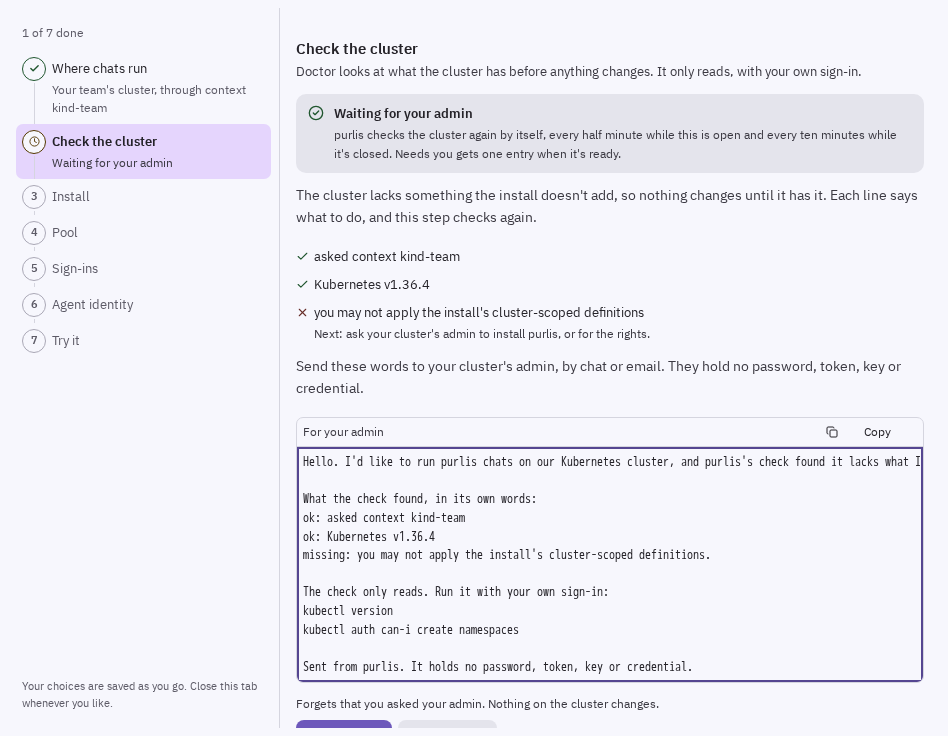 1 of 7 done
Where chats run
Your team's cluster, through context
kind-team
Check the cluster
Waiting for your admin
3 Install
4 Pool
5 Sign-ins
6 Agent identity
7 Try it
Your choices are saved as you go. Close this tab
whenever you like.
Check the cluster
Doctor looks at what the cluster has before anything changes. It only reads, with your own sign-in.
Waiting for your admin
purlis checks the cluster again by itself, every half minute while this is open and every ten minutes while
it's closed. Needs you gets one entry when it's ready.
The cluster lacks something the install doesn't add, so nothing changes until it has it. Each line says
what to do, and this step checks again.
asked context kind-team
Kubernetes v1.36.4
you may not apply the install's cluster-scoped definitions
Next: ask your cluster's admin to install purlis, or for the rights.
Send these words to your cluster's admin, by chat or email. They hold no password, token, key or
credential.
For your admin
Copy
Hello. I'd like to run purlis chats on our Kubernetes cluster, and purlis's check found it lacks what I
What the check found, in its own words:
ok: asked context kind-team
ok: Kubernetes v1.36.4
missing: you may not apply the install's cluster-scoped definitions.
The check only reads. Run it with your own sign-in:
kubectl version
kubectl auth can-i create namespaces
Sent from purlis. It holds no password, token, key or credential.
Forgets that you asked your admin. Nothing on the cluster changes.